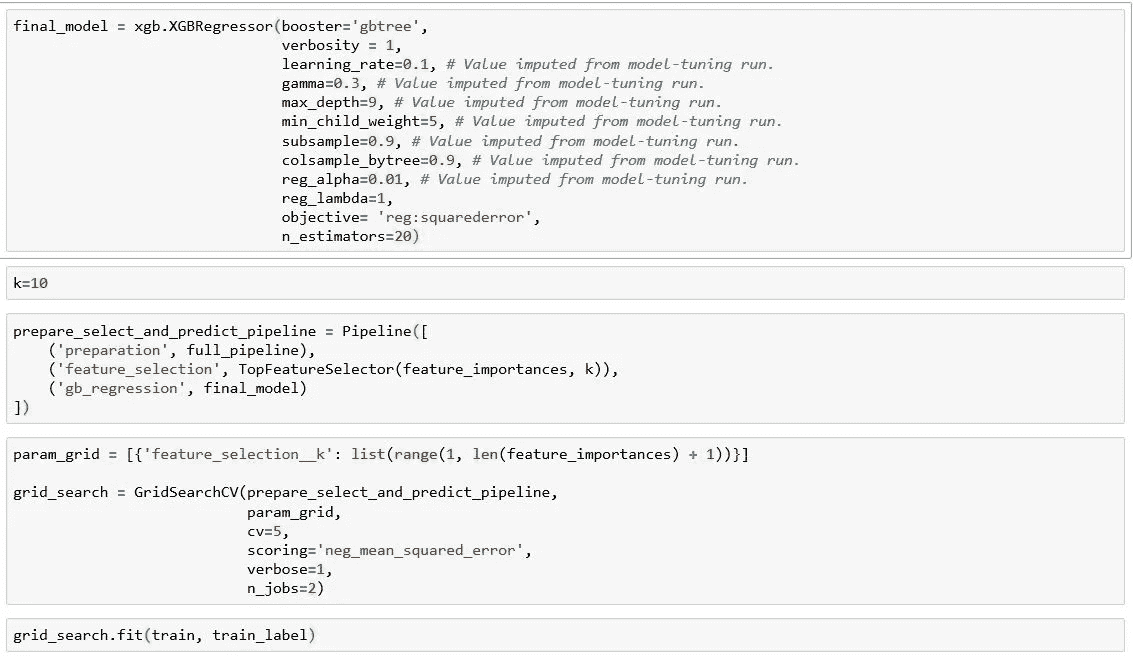 final_model = xgb.XGBRegressor(booster='gbtree',
verbosity = 1,
learning_rate=0.1, # Value imputed from model-tuning run.
gamma=0.3, # Value imputed from model-tuning run.
max_depth=9, # Value imputed from model-tuning run.
min_child_weight=5, # Value imputed from model-tuning run.
subsample=0.9, # Value imputed from model-tuning run.
colsample_bytree=0.9, # Value imputed from model-tuning run.
reg_alpha=0.01, # Value imputed from model-tuning run.
reg_lambda=1,
objective= 'reg:squarederror',
n_estimators=20)
k=10
prepare_select_and_predict_pipeline = Pipeline([
('preparation', full_pipeline),
('feature_selection', TopFeatureSelector(feature_importances, k)),
('gb_regression', final_model)
])
param_grid = [{'feature_selection__k': list(range(1, len(feature_importances) + 1))}]
grid_search = GridSearchCV(prepare_select_and_predict_pipeline,
param_grid,
cv=5,
scoring='neg_mean_squared_error',
verbose=1,
n_jobs=2)
grid_search.fit(train, train_label)